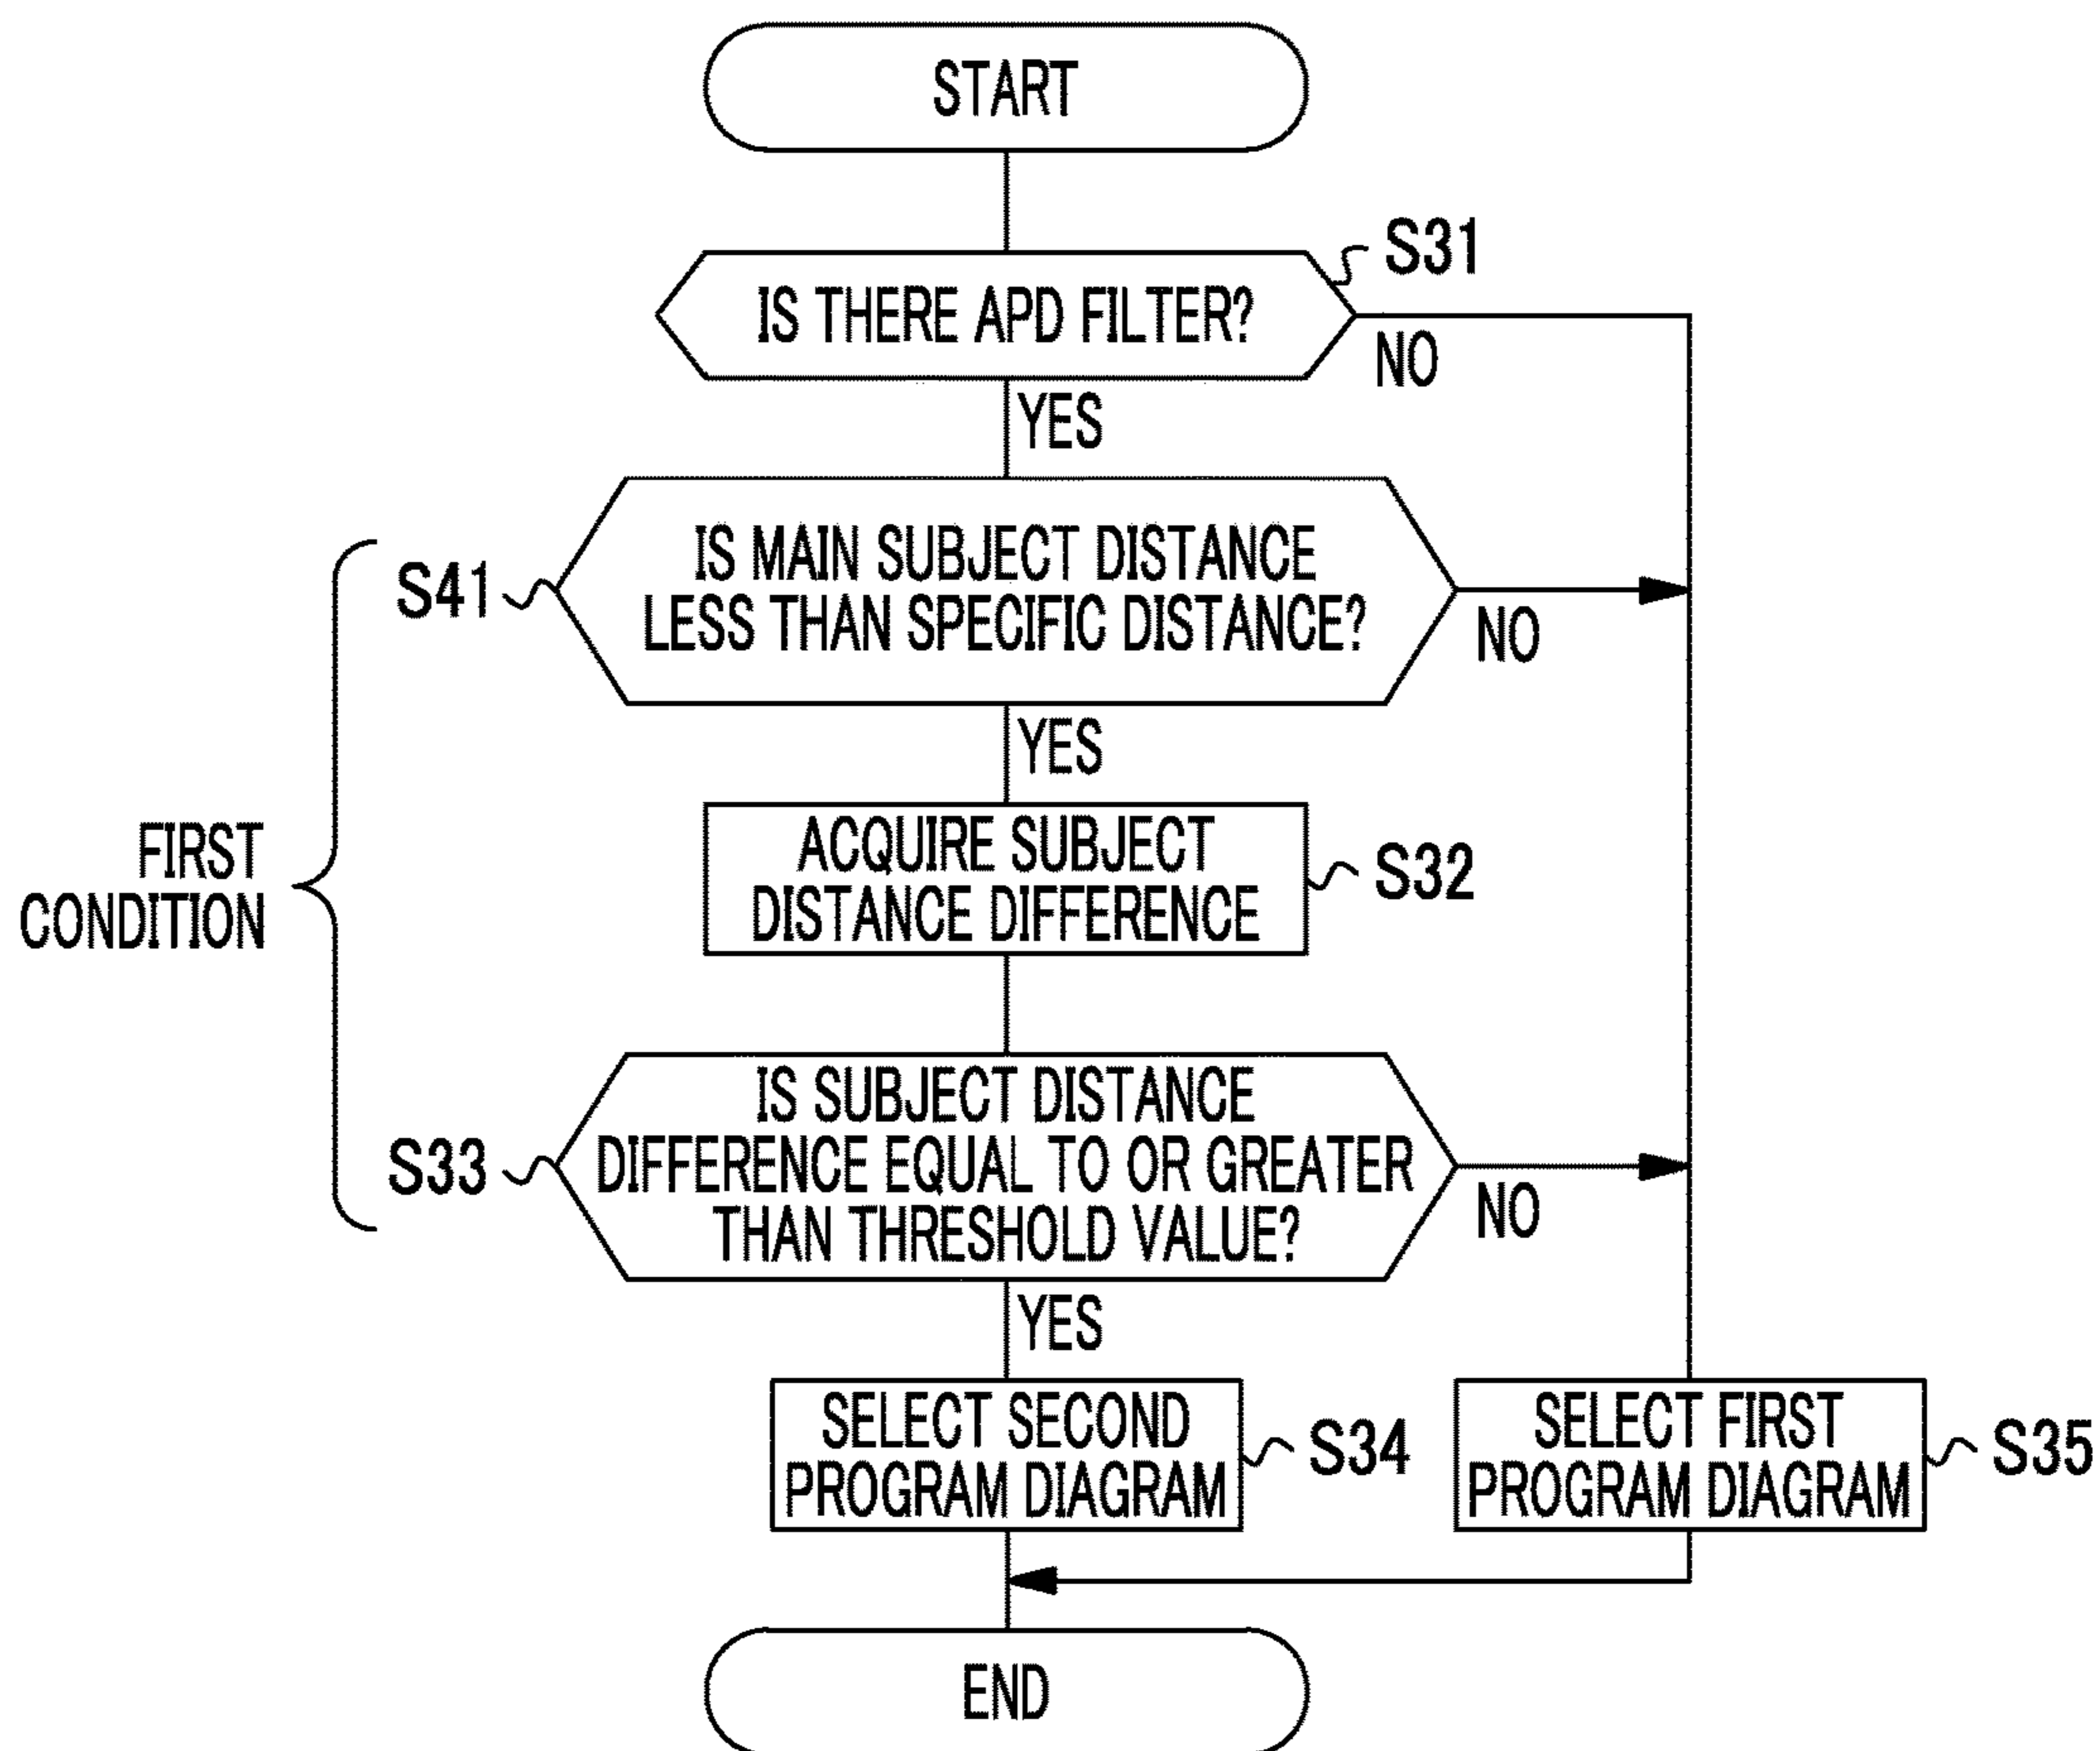 START
S31
IS THERE APD FILTER?
NO
YES
S41
IS MAIN SUBJECT DISTANCE
LESS THAN SPECIFIC DISTANCE?
NO
YES
FIRST
CONDITION
ACQUIRE SUBJECT
DISTANCE DIFFERENCE
S32
S33
IS SUBJECT DISTANCE
DIFFERENCE EQUAL TO OR GREATER
THAN THRESHOLD VALUE?
NO
YES
SELECT SECOND
PROGRAM DIAGRAM
S34
SELECT FIRST
PROGRAM DIAGRAM
S35
END